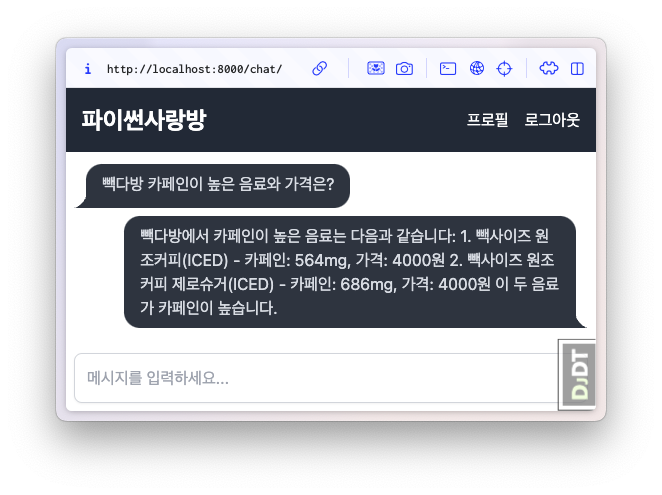 http://localhost:8000/chat/
파이썬사랑방
프로필 로그아웃
빽다방 카페인이 높은 음료와 가격은?
빽다방에서 카페인이 높은 음료는 다음과 같습니다: 1. 빽사이즈 원
조커피(ICED) - 카페인: 564mg, 가격: 4000원 2. 빽사이즈 원조
커피 제로슈거(ICED) - 카페인: 686mg, 가격: 4000원 이 두 음료
가 카페인이 높습니다.
메시지를 입력하세요...
DJDT